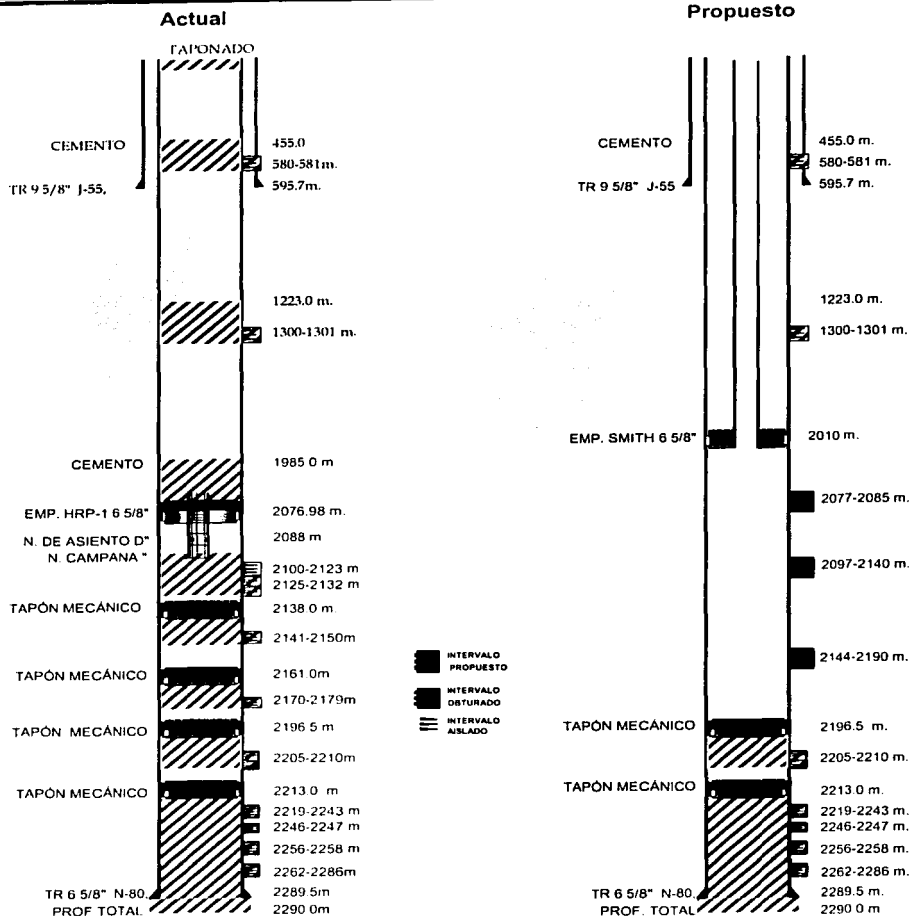 Actual
TAPONADO
CEMENTO
455.0
580-581m.
TR 9 5/8" J-55,
595.7m.
1223.0 m.
1300-1301 m.
CEMENTO
1985 0 m
EMP. HRP-1 6 5/8"
2076.98 m.
N. DE ASIENTO D"
2088 m
N. CAMPANA "
2100-2123 m
2125-2132 m
TAPÓN MECÁNICO
2138.0 m
2141-2150m
TAPÓN MECÁNICO
2161.0m
2170-2179m
TAPÓN MECÁNICO
2196 5 m
2205-2210m
TAPÓN MECÁNICO
2213.0 m
2219-2243 m
2246-2247 m
2256-2258 m
2262-2286m
TR 6 5/8" N-80.
2289.5m
PROF TOTAL
2290 0m
INTERVALO
PROPUESTO
INTERVALO
OBTURADO
INTERVALO
AISLADO
Propuesto
CEMENTO
455.0 m.
580-581 m.
TR 9 5/8" J-55
595.7 m.
1223.0 m.
1300-1301 m.
EMP. SMITH 6 5/8"
2010 m.
2077-2085 m.
2097-2140 m.
2144-2190 m.
TAPÓN MECÁNICO
2196.5 m.
2205-2210 m.
TAPÓN MECÁNICO
2213.0 m.
2219-2243 m.
2246-2247 m.
2256-2258 m.
2262-2286 m.
TR 6 5/8" N-80.
2289.5 m.
PROF. TOTAL
2290 0 m